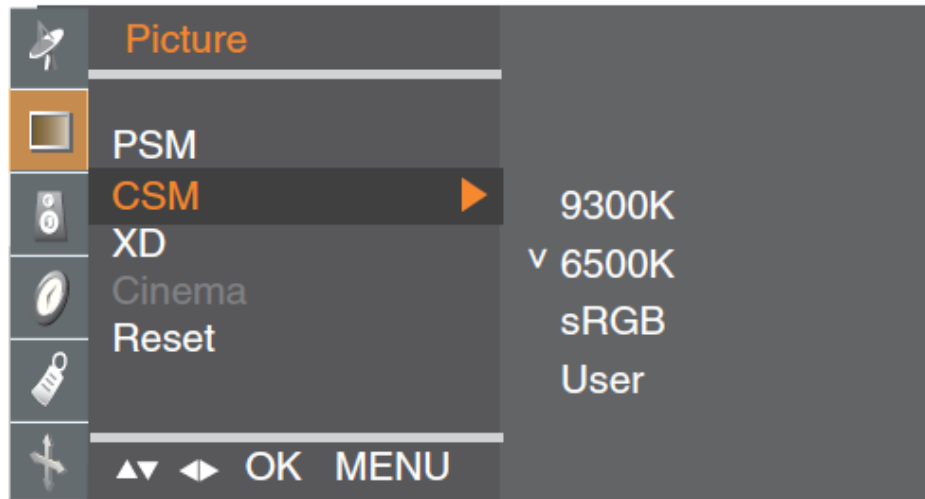 Picture
PSM
CSM
XD
Cinema
Reset
9300K
6500K
sRGB
User
OK MENU